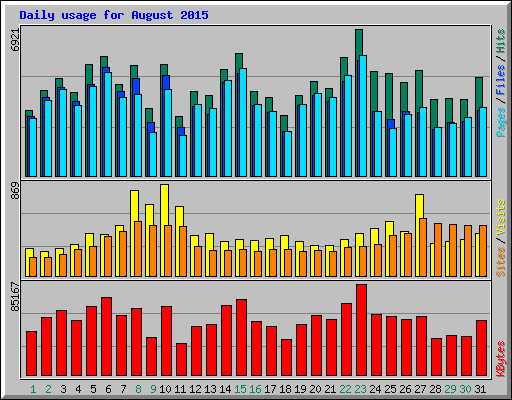 Daily usage for August 2015
6921
Pages / Files / Hits
869
Sites / Visits
85167
KBytes
1 2 3 4 5 6 7 8 9 10 11 12 13 14 15 16 17 18 19 20 21 22 23 24 25 26 27 28 29 30 31